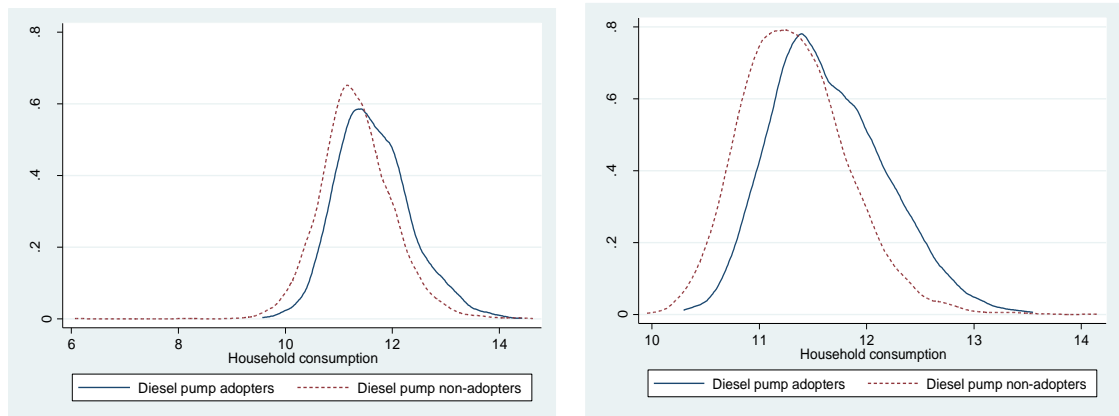 .8
.6
.4
.2
0
6 8 10 12 14
Household consumption
Diesel pump adopters Diesel pump non-adopters
.8
.6
.4
.2
0
10 11 12 13 14
Household consumption
Diesel pump adopters Diesel pump non-adopters